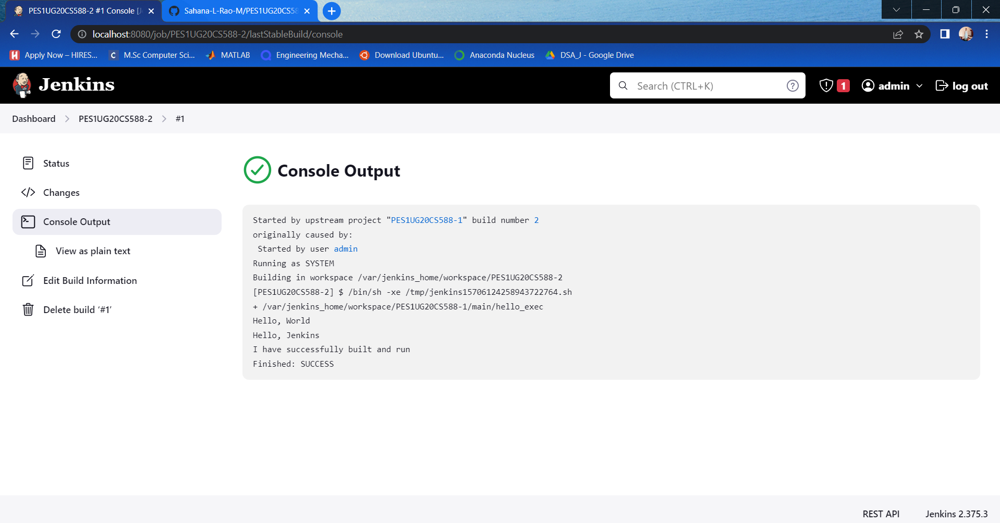 PES1UG20CS588-2 #1 Console [J
Sahana-L-Rao-M/PES1UG20CS58
localhost:8080/job/PES1UG20CS588-2/lastStableBuild/console
Apply Now – HIRES...
M.Sc Computer Sci...
MATLAB
Engineering Mecha...
Download Ubuntu...
Anaconda Nucleus
DSA_J - Google Drive
Jenkins
Search (CTRL+K)
1
admin
log out
Dashboard
PES1UG20CS588-2
#1
Status
Changes
Console Output
View as plain text
Edit Build Information
Delete build ‘#1’
Console Output
Started by upstream project "PES1UG20CS588-1" build number 2
originally caused by:
Started by user admin
Running as SYSTEM
Building in workspace /var/jenkins_home/workspace/PES1UG20CS588-2
[PES1UG20CS588-2] $ /bin/sh -xe /tmp/jenkins15706124258943722764.sh
+ /var/jenkins_home/workspace/PES1UG20CS588-1/main/hello_exec
Hello, World
Hello, Jenkins
I have successfully built and run
Finished: SUCCESS
REST API
Jenkins 2.375.3